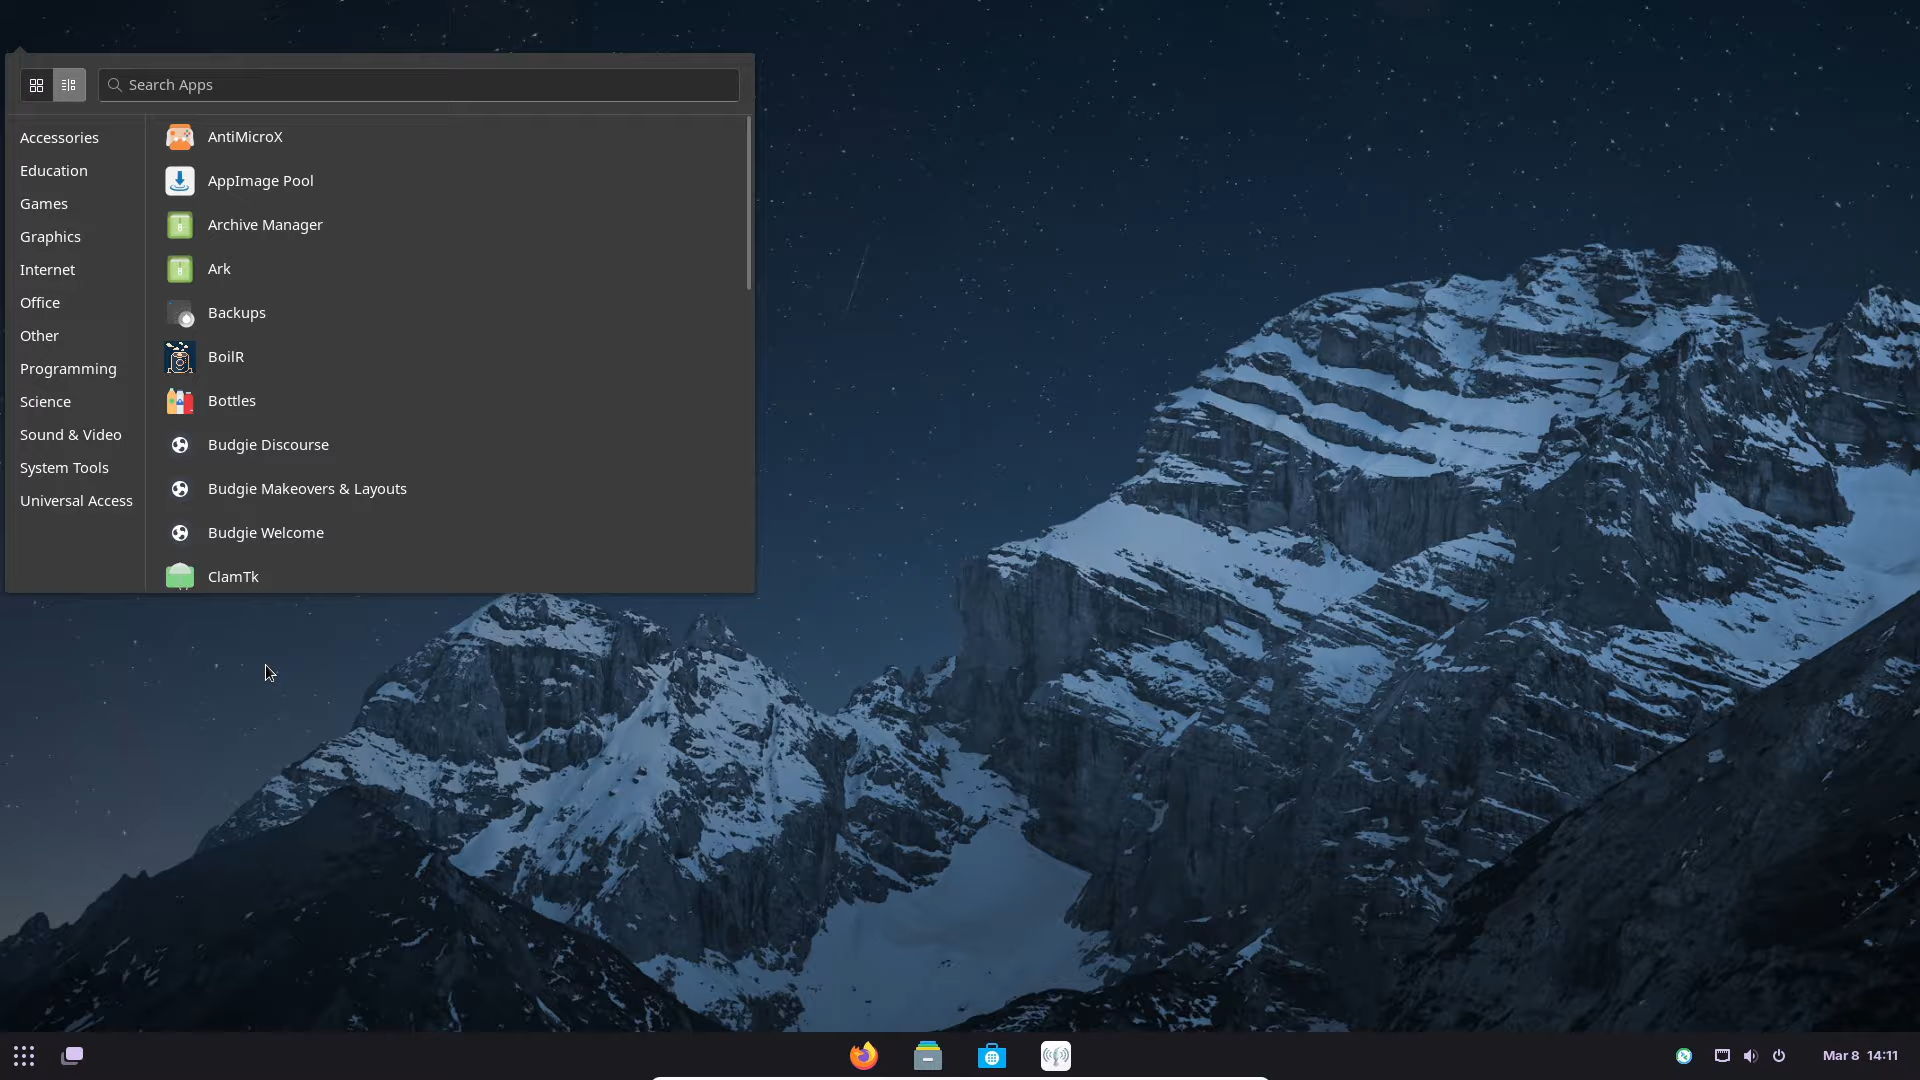 Search Apps
Accessories
Education
Games
Graphics
Internet
Office
Other
Programming
Science
Sound & Video
System Tools
Universal Access
AntiMicroX
AppImage Pool
Archive Manager
Ark
Backups
BoilR
Bottles
Budgie Discourse
Budgie Makeovers & Layouts
Budgie Welcome
ClamTk
Mar 8 14:11